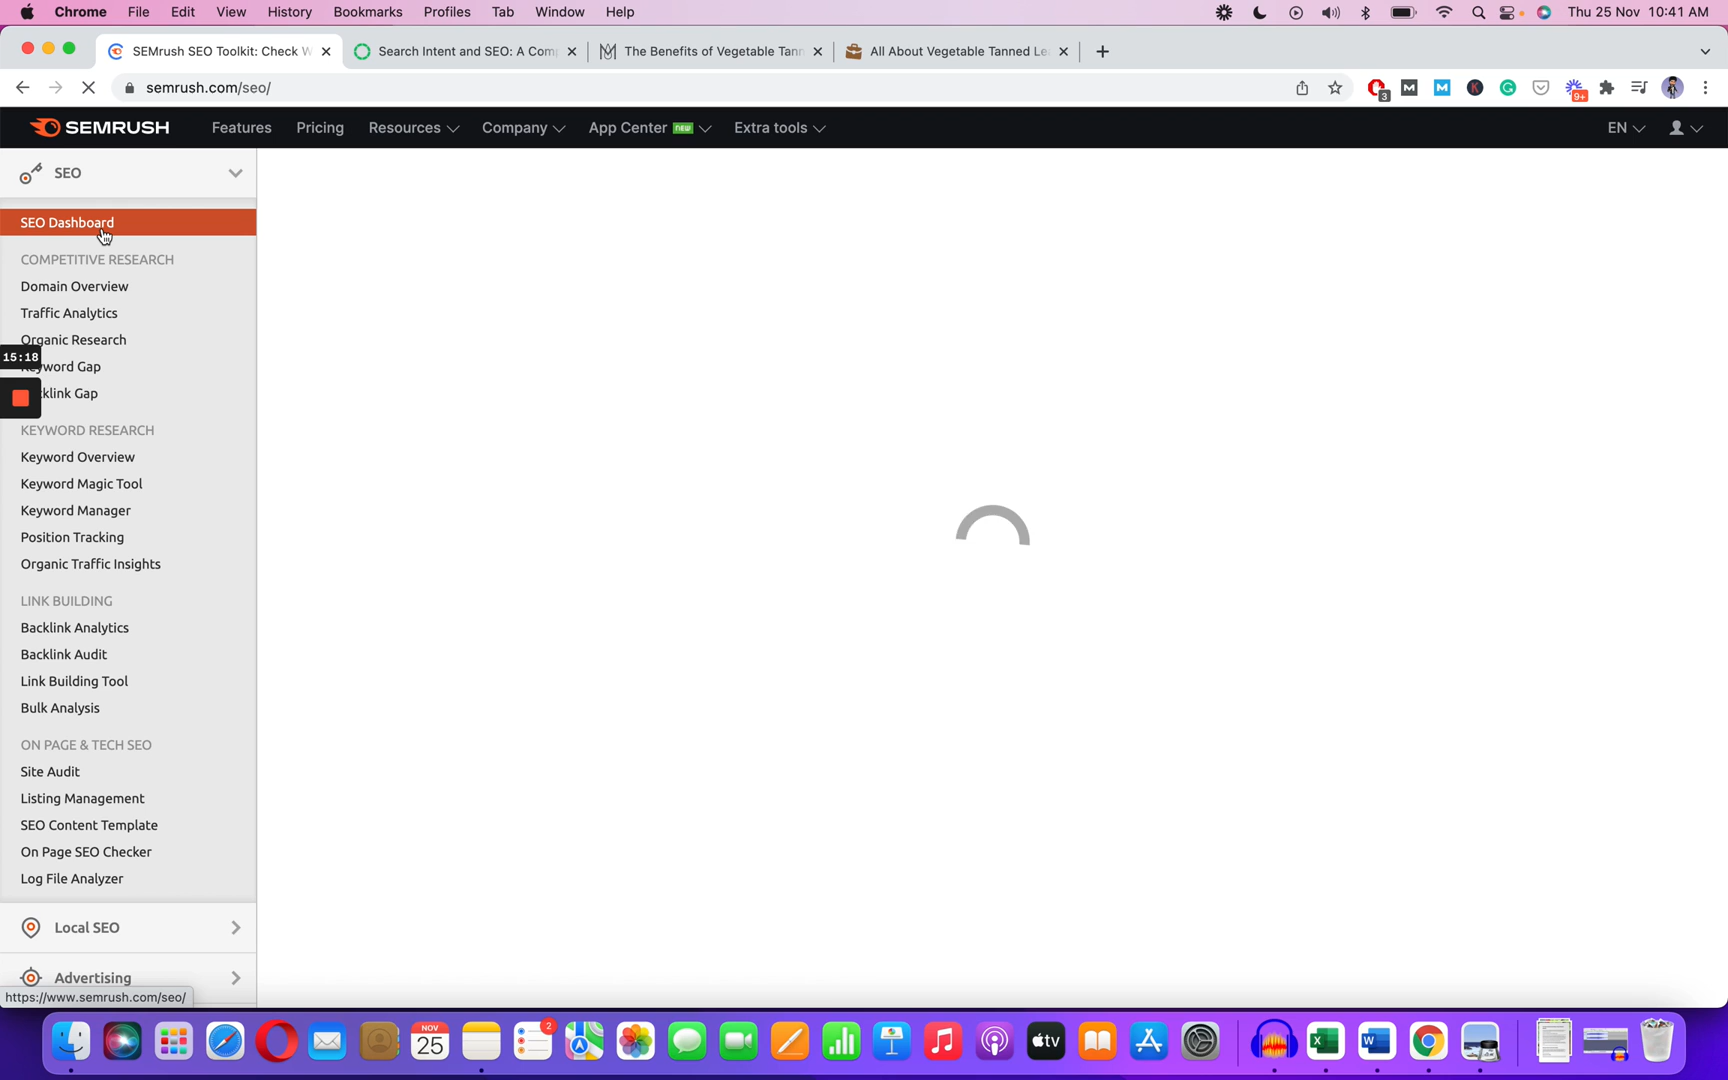 Chrome File Edit View History Bookmarks Profiles Tab Window Help Thu 25 Nov 10:41 AM
SEMrush SEO Toolkit: Check W Search Intent and SEO: A Com The Benefits of Vegetable Tann All About Vegetable Tanned Le
semrush.com/seo/ 3 9+
SEMRUSH Features Pricing Resources Company App Center NEW Extra tools EN
SEO
SEO Dashboard
COMPETITIVE RESEARCH
Domain Overview
Traffic Analytics
Organic Research
15:18
yword Gap
klink Gap
KEYWORD RESEARCH
Keyword Overview
Keyword Magic Tool
Keyword Manager
Position Tracking
Organic Traffic Insights
LINK BUILDING
Backlink Analytics
Backlink Audit
Link Building Tool
Bulk Analysis
ON PAGE & TECH SEO
Site Audit
Listing Management
SEO Content Template
On Page SEO Checker
Log File Analyzer
Local SEO
Advertising
https://www.semrush.com/seo/
NOV
25
2
tv